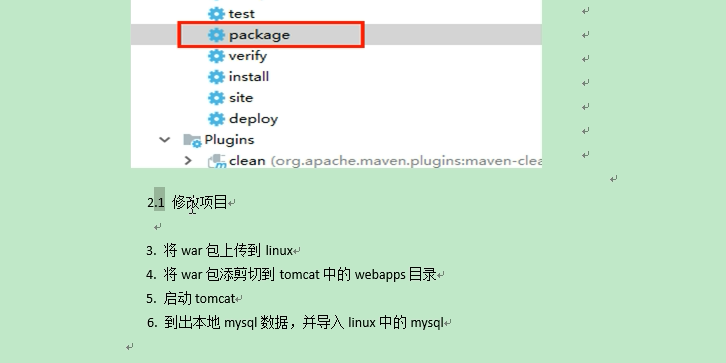 test
package
verify
install
site
deploy
Plugins
clean (org.apache.maven.plugins:maven-clea
2.1 修改项目
3. 将 war 包上传到 linux
4. 将 war 包添剪切到 tomcat 中的 webapps 目录
5. 启动 tomcat
6. 到出本地 mysql 数据，并导入 linux 中的 mysql